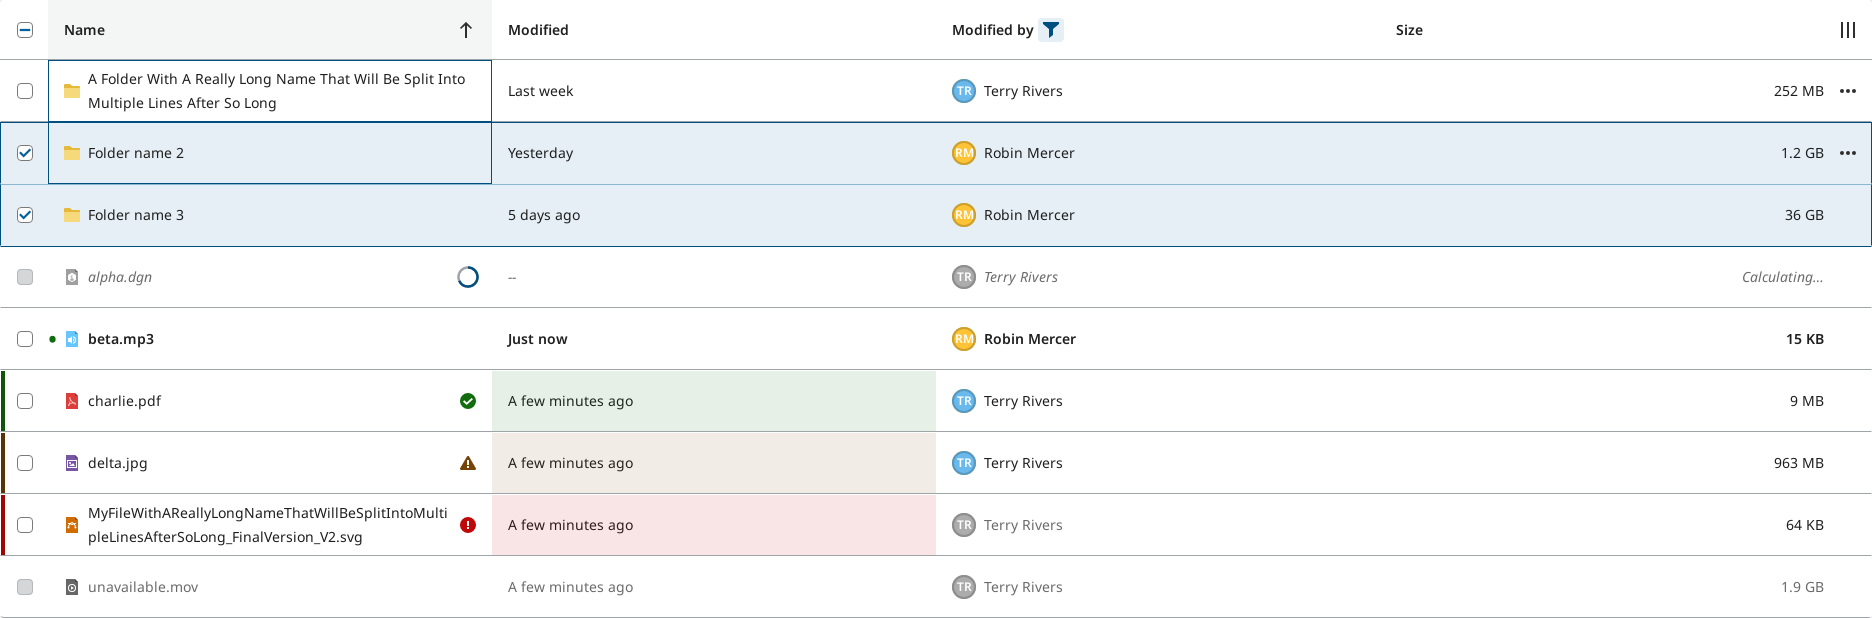 Name Modified Modified by Size
A Folder With A Really Long Name That Will Be Split Into
Multiple Lines After So Long
Last week TR Terry Rivers 252 MB
Folder name 2 Yesterday RM Robin Mercer 1.2 GB
Folder name 3 5 days ago RM Robin Mercer 36 GB
alpha.dgn -- TR Terry Rivers Calculating...
beta.mp3 Just now RM Robin Mercer 15 KB
charlie.pdf A few minutes ago TR Terry Rivers 9 MB
delta.jpg A few minutes ago TR Terry Rivers 963 MB
MyFileWithAReallyLongNameThatWillBeSplitIntoMulti
pleLinesAfterSoLong_FinalVersion_V2.svg
A few minutes ago TR Terry Rivers 64 KB
unavailable.mov A few minutes ago TR Terry Rivers 1.9 GB